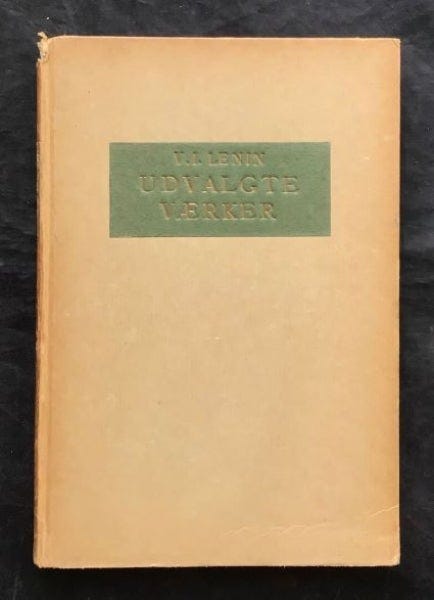 V.I. LENIN
UDVALGTE
VÆRKER